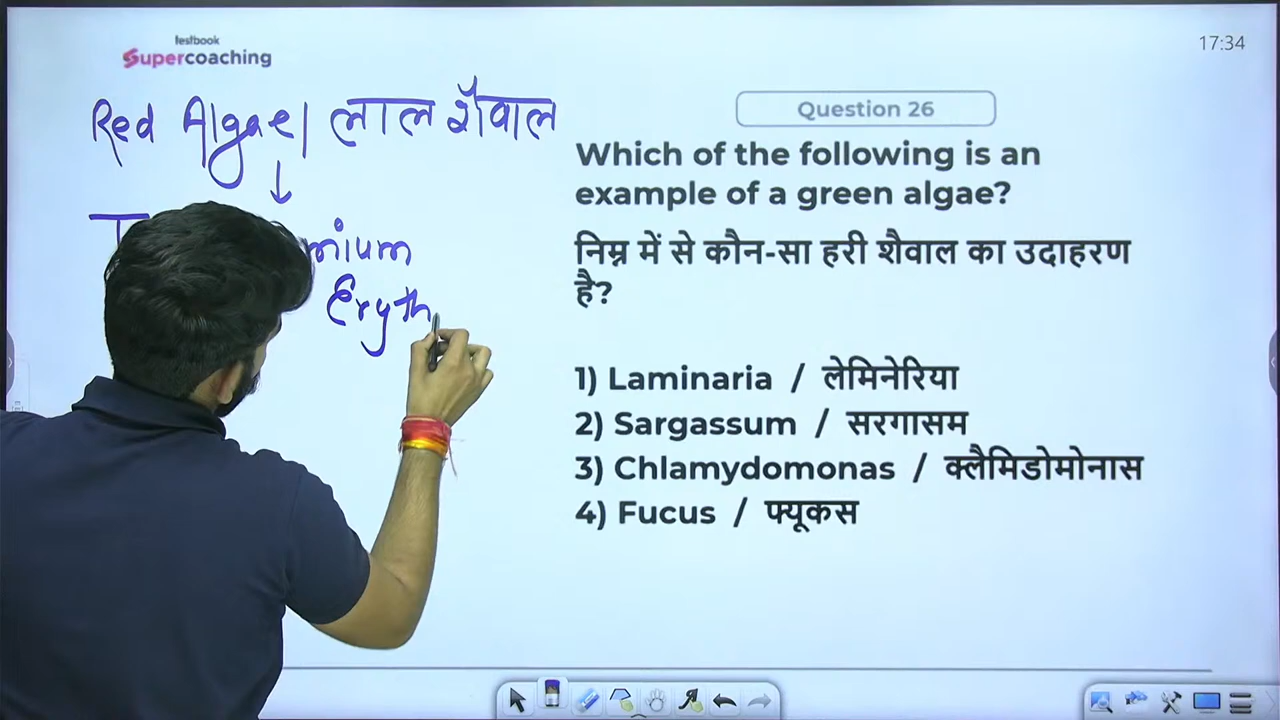 testbook
Supercoaching
17:34
Red Algae| लाल शैवाल
Question 26
Which of the following is an
example of a green algae?
निम्न में से कौन-सा हरी शैवाल का उदाहरण
है?
Eryth
1) Laminaria / लेमिनेरिया
2) Sargassum / सरगासम
3) Chlamydomonas / क्लैमिडोमोनास
4) Fucus / फ्यूकस